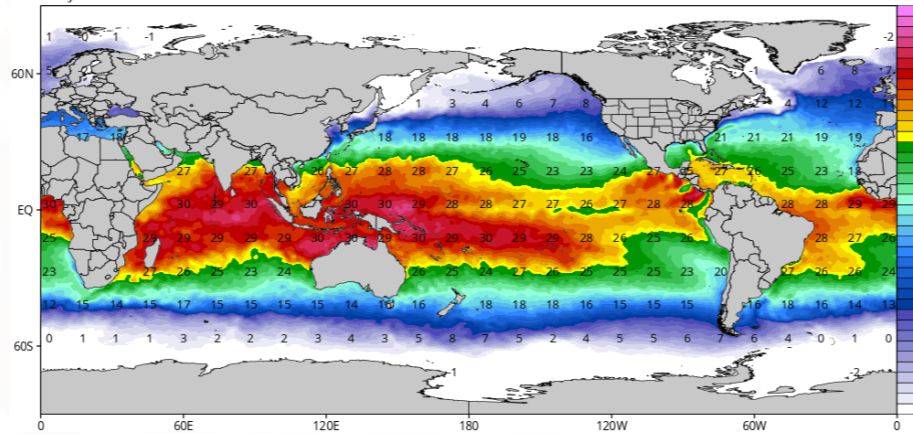 1 -0 1 -1 -2
60N 5 -1 6 8 7
1 3 4 6 7 8 4 12 12 11
17 18 18 18 18 19 18 16 21 21 21 19 19
27 27 26 27 28 28 27 26 25 23 23 24 27 25 27 26 25 23 18
EQ 30 30 29 30 30 30 29 28 28 27 27 26 28 28 29 29
25 29 29 29 29 29 30 30 29 30 29 30 29 29 28 26 25 26 28 27 26
23 27 26 25 23 24 26 25 24 27 26 25 25 25 23 20 27 26 26 24
12 15 14 15 17 15 15 15 15 14 16 16 18 18 18 16 15 15 15 16 18 16 14 13
60S 0 1 1 1 3 2 2 2 3 4 3 5 8 7 5 2 4 5 5 6 7 6 4 0 1 0
-1 -2
0 60E 120E 180 120W 60W 0